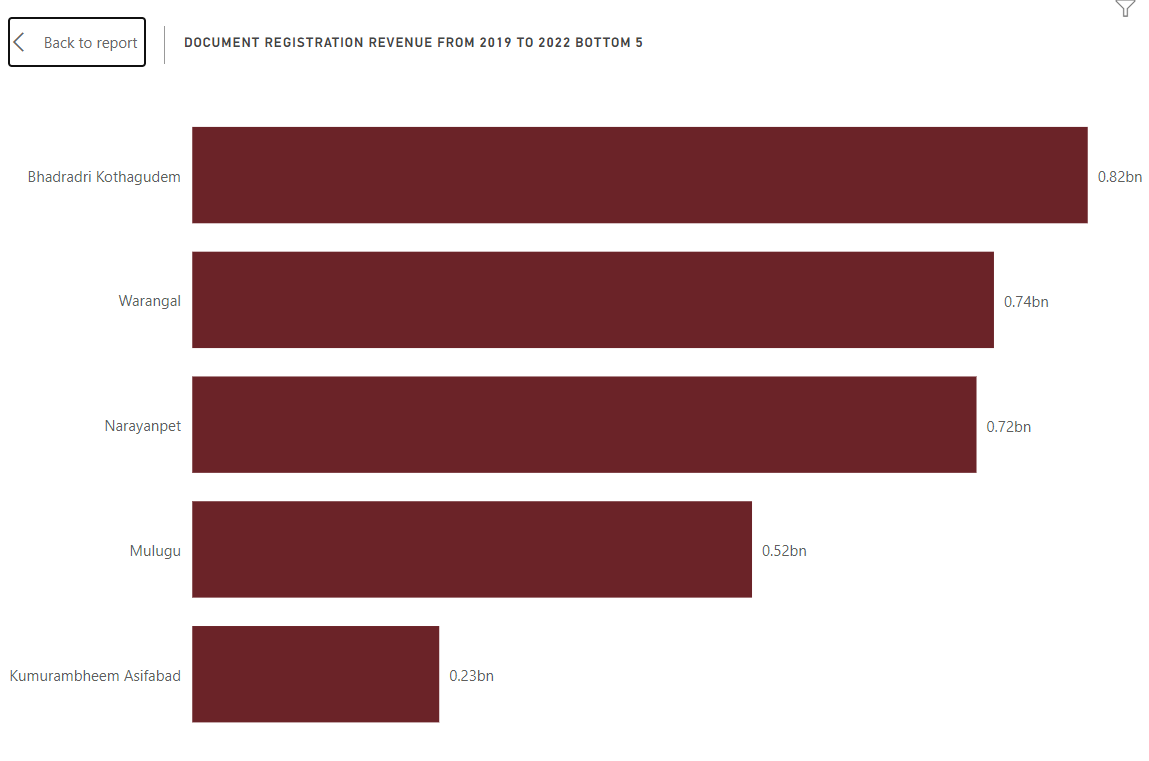 Back to report
DOCUMENT REGISTRATION REVENUE FROM 2019 TO 2022 BOTTOM 5
Bhadradri Kothagudem 0.82bn
Warangal 0.74bn
Narayanpet 0.72bn
Mulugu 0.52bn
Kumurambheem Asifabad 0.23bn